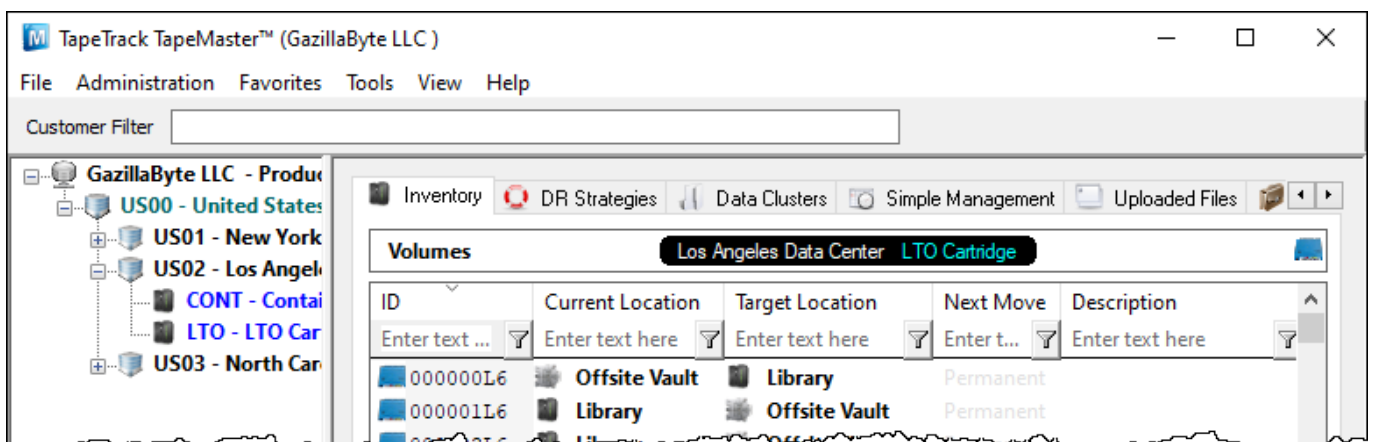 TapeTrack TapeMaster™ (GazillaByte LLC )
File Administration Favorites Tools View Help
Customer Filter
GazillaByte LLC - Produc
US00 - United States
US01 - New York
US02 - Los Angel
CONT - Contai
LTO - LTO Car
US03 - North Car
Inventory DR Strategies Data Clusters Simple Management Uploaded Files
Volumes Los Angeles Data Center LTO Cartridge
ID Current Location Target Location Next Move Description
Enter text ... Enter text here Enter text here Enter t... Enter text here
000000L6 Offsite Vault Library Permanent
000001L6 Library Offsite Vault Permanent